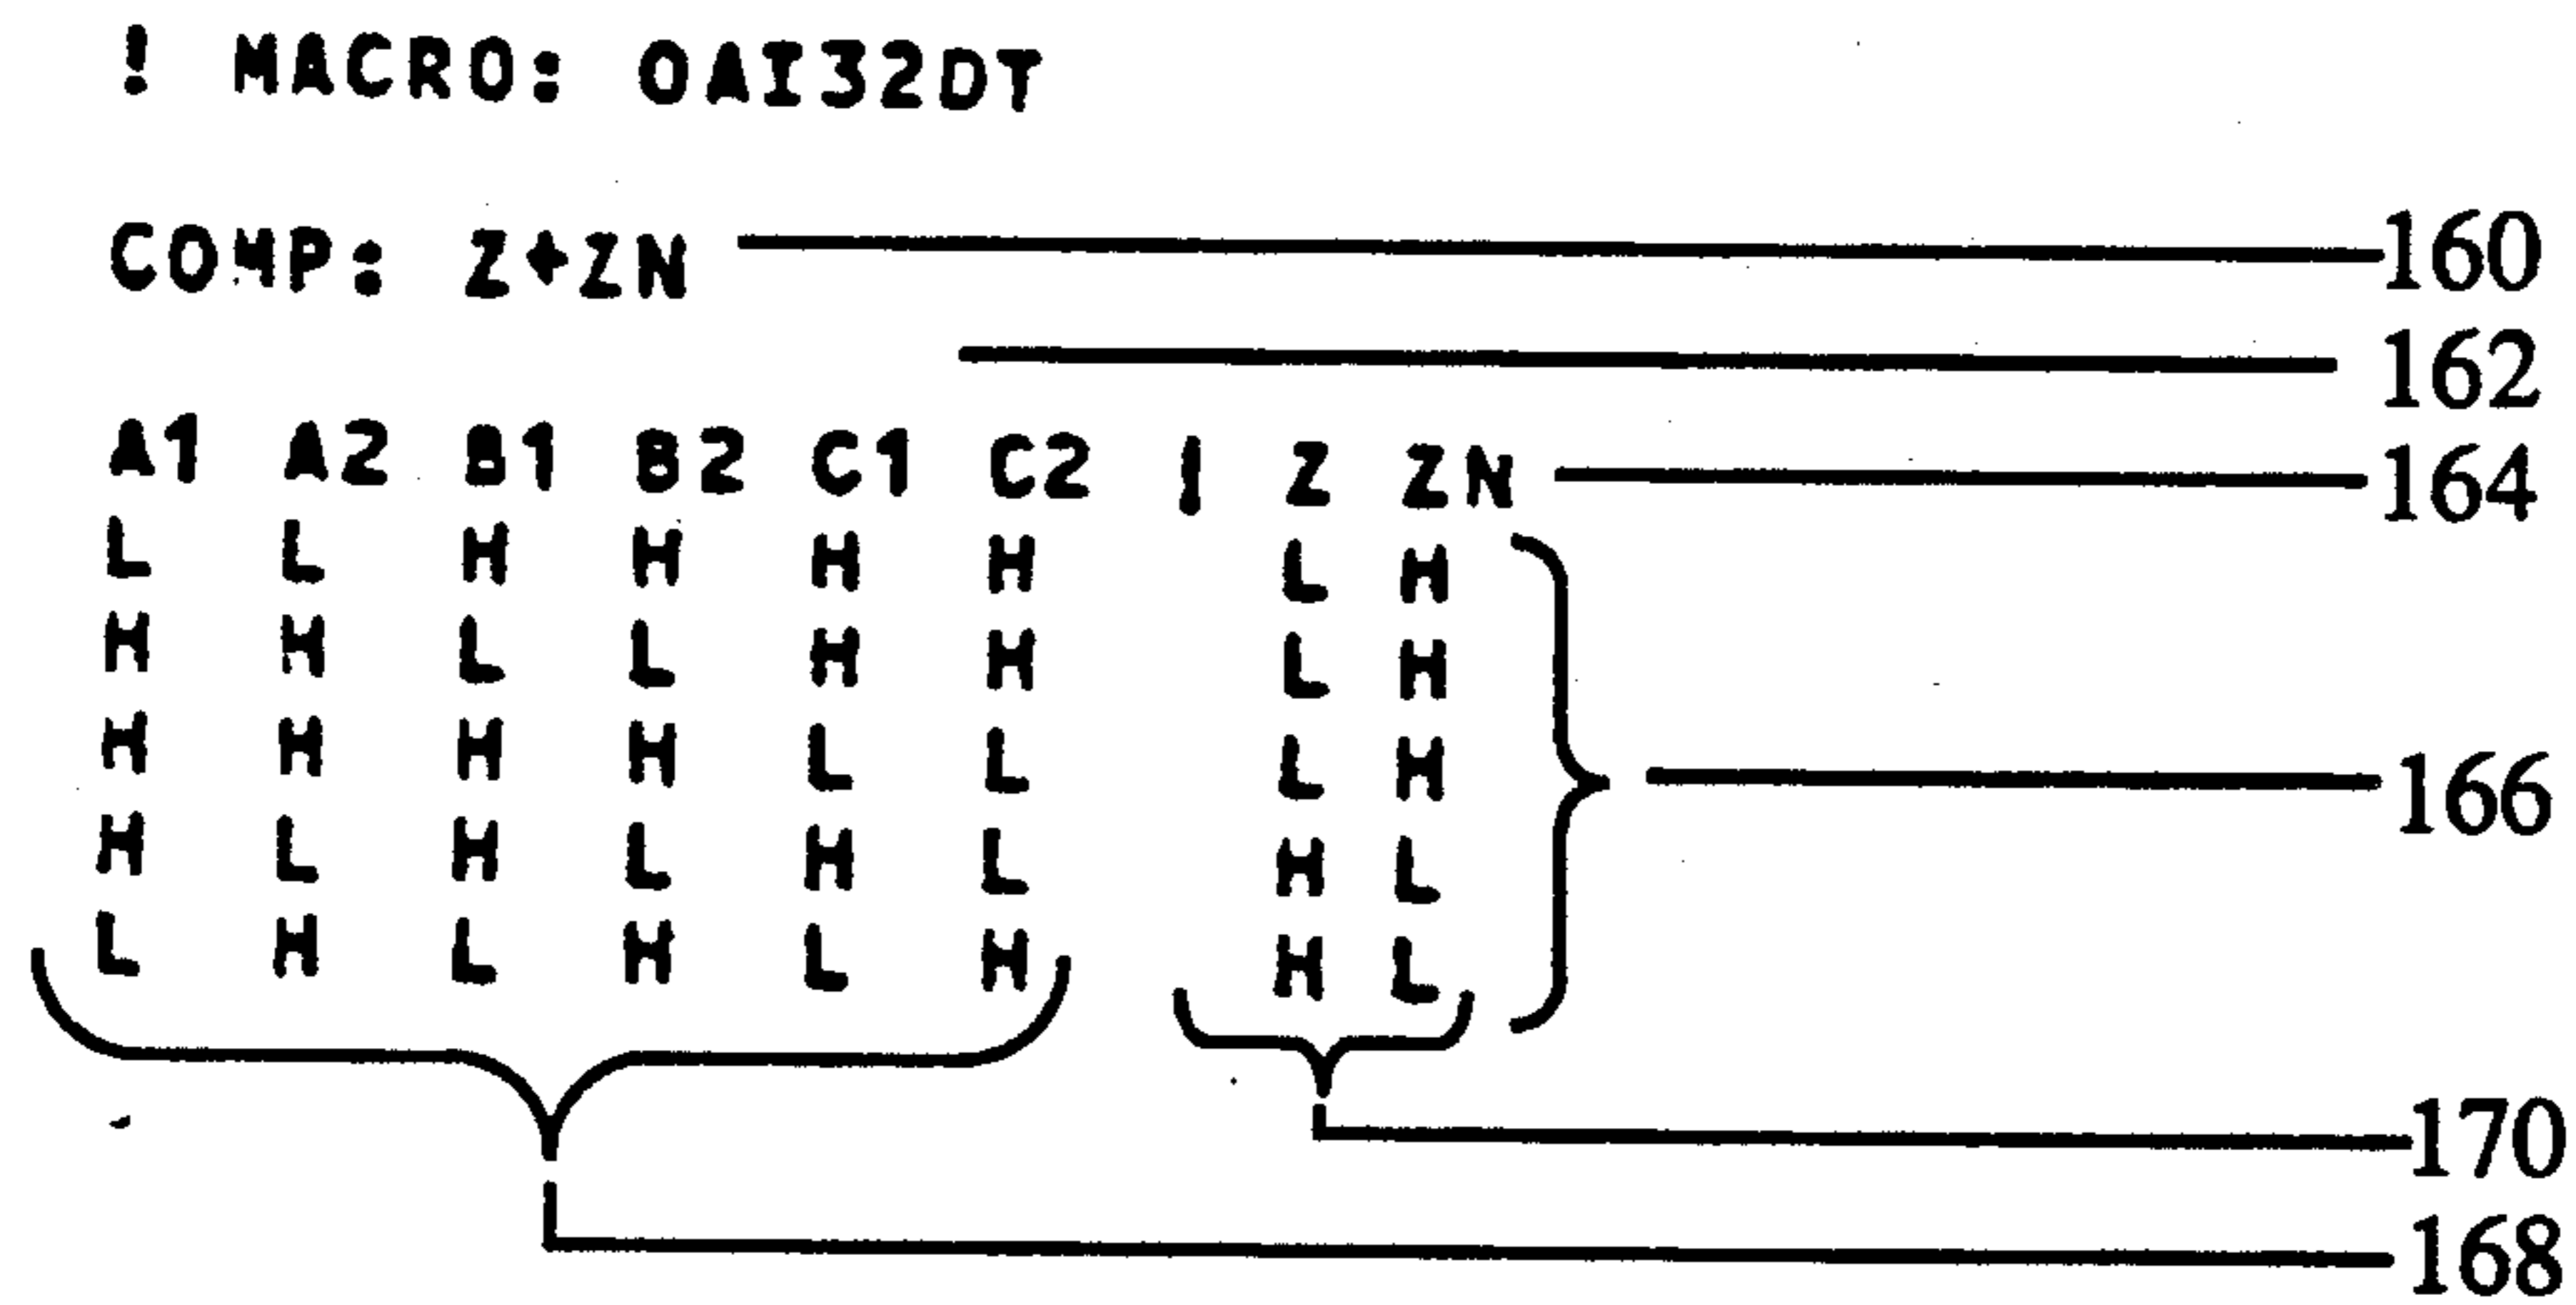 ! MACRO: OAI32DT
COMP: Z+ZN 160
162
A1 A2 B1 B2 C1 C2 ! Z ZN 164
L L H H H H L H
H H L L H H L H
H H H H L L L H 166
H L H L H L H L
L H L H L H H L
170
168